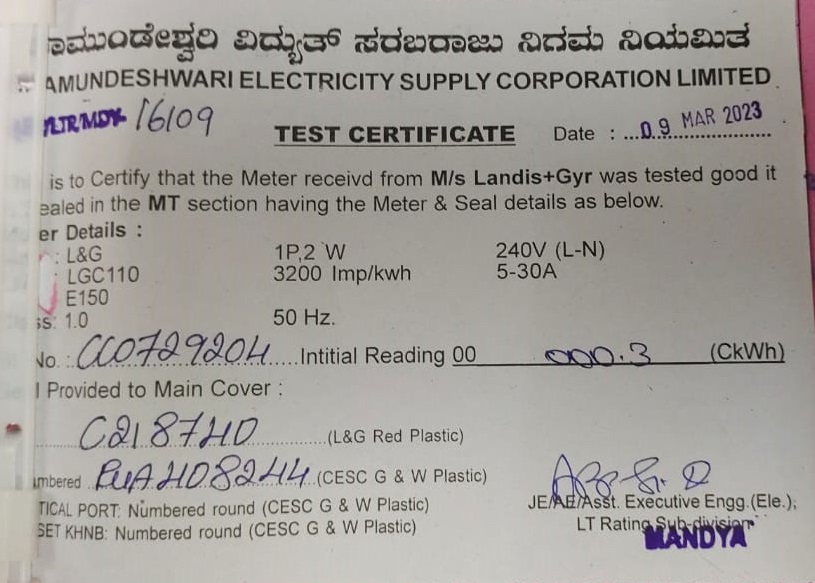 ಾಮುಂಡೇಶ್ವರಿ ವಿದ್ಯುತ್ ಸರಬರಾಜು ನಿಗಮ ನಿಯಮಿತ
AMUNDESHWARI ELECTRICITY SUPPLY CORPORATION LIMITED
16109
TEST CERTIFICATE Date : 09 MAR 2023
is to Certify that the Meter receivd from M/s Landis+Gyr was tested good it
ealed in the MT section having the Meter & Seal details as below.
er Details :
: L&G 1P,2 W 240V (L-N)
: LGC110 3200 Imp/kwh 5-30A
E150
ss: 1.0 50 Hz.
No. : CC0729204 Intitial Reading 00 000.3 (CkWh)
l Provided to Main Cover :
(L&G Red Plastic)
mbered (CESC G & W Plastic)
TICAL PORT: Numbered round (CESC G & W Plastic)
SET KHNB: Numbered round (CESC G & W Plastic)
JE/AE/Asst. Executive Engg.(Ele.);
LT Rating Sub-division
MANDYA